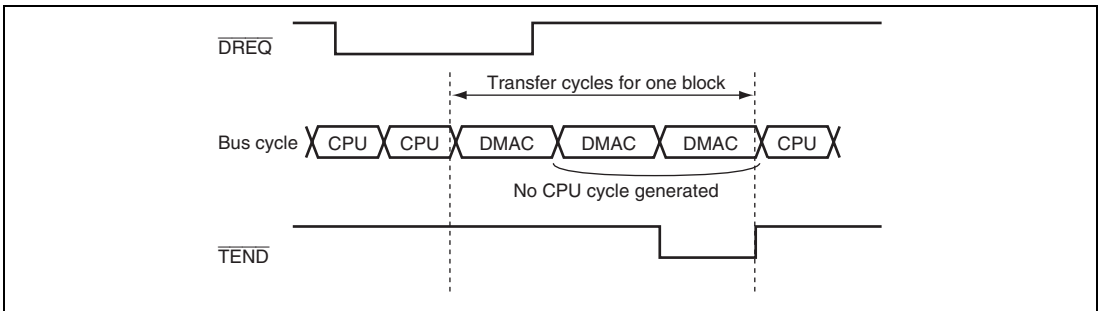 DREQ
Transfer cycles for one block
Bus cycle CPU CPU DMAC DMAC DMAC CPU
No CPU cycle generated
TEND